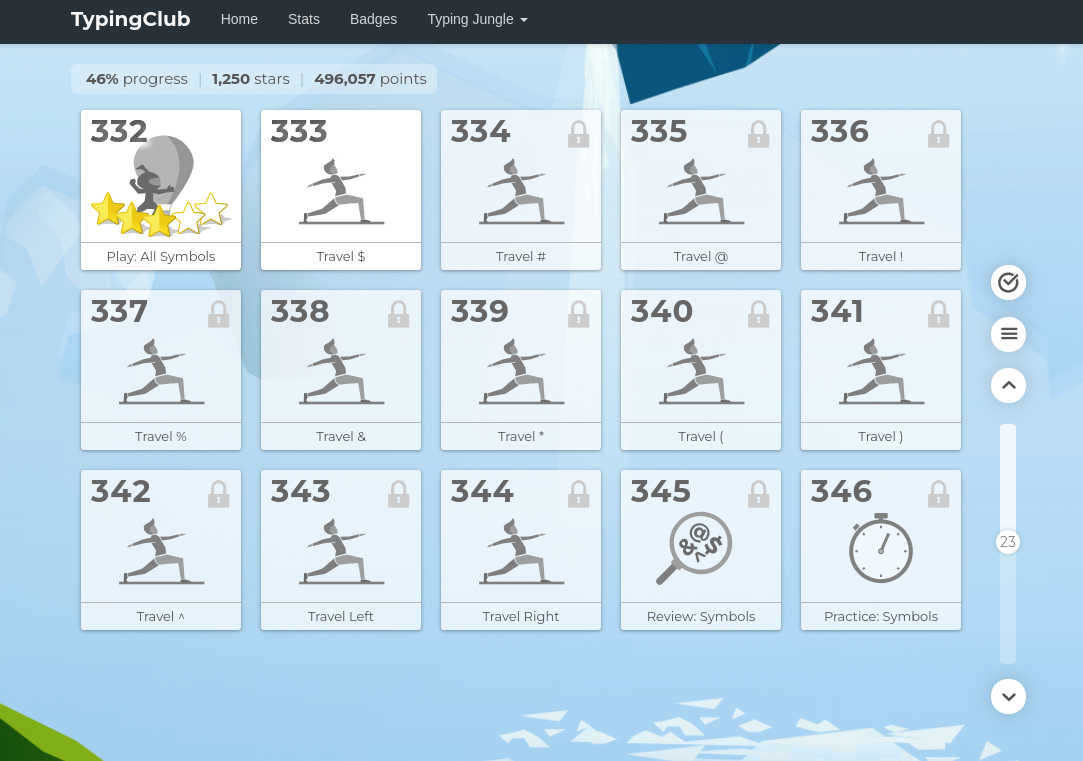 TypingClub Home Stats Badges Typing Jungle
46% progress | 1,250 stars | 496,057 points
332 333 334 335 336
Play: All Symbols Travel $ Travel # Travel @ Travel !
337 338 339 340 341
Travel % Travel & Travel * Travel ( Travel )
342 343 344 345 346
& @ $ ^
23
Travel ^ Travel Left Travel Right Review: Symbols Practice: Symbols